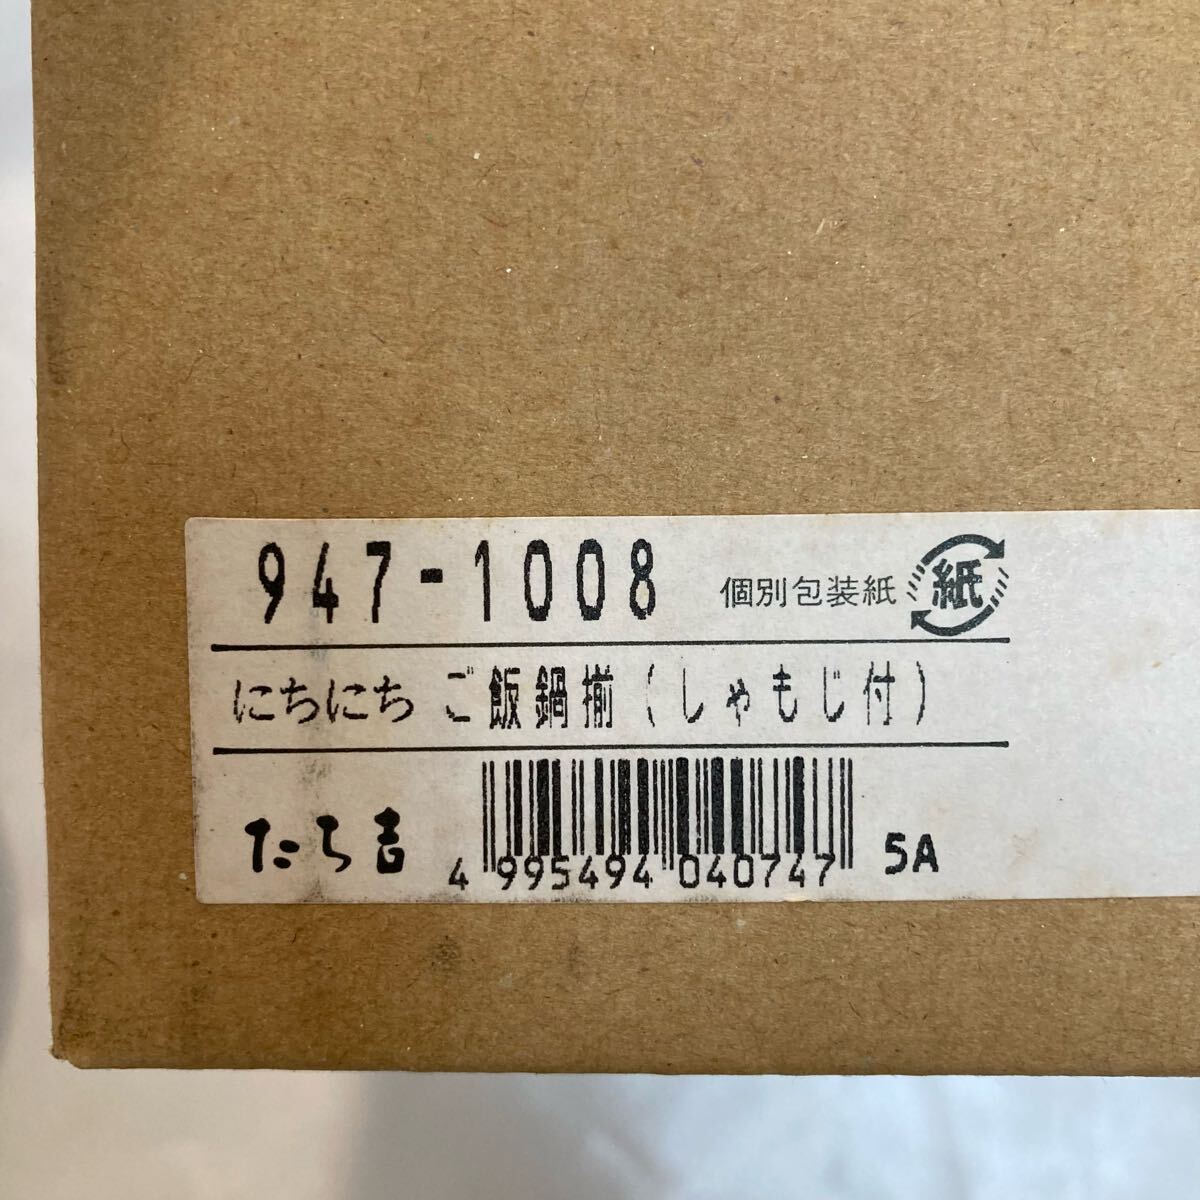 947-1008 個別包装紙 紙
にちにち ご飯鍋揃(しゃもじ付)
たち吉 4 995494 040747 5A